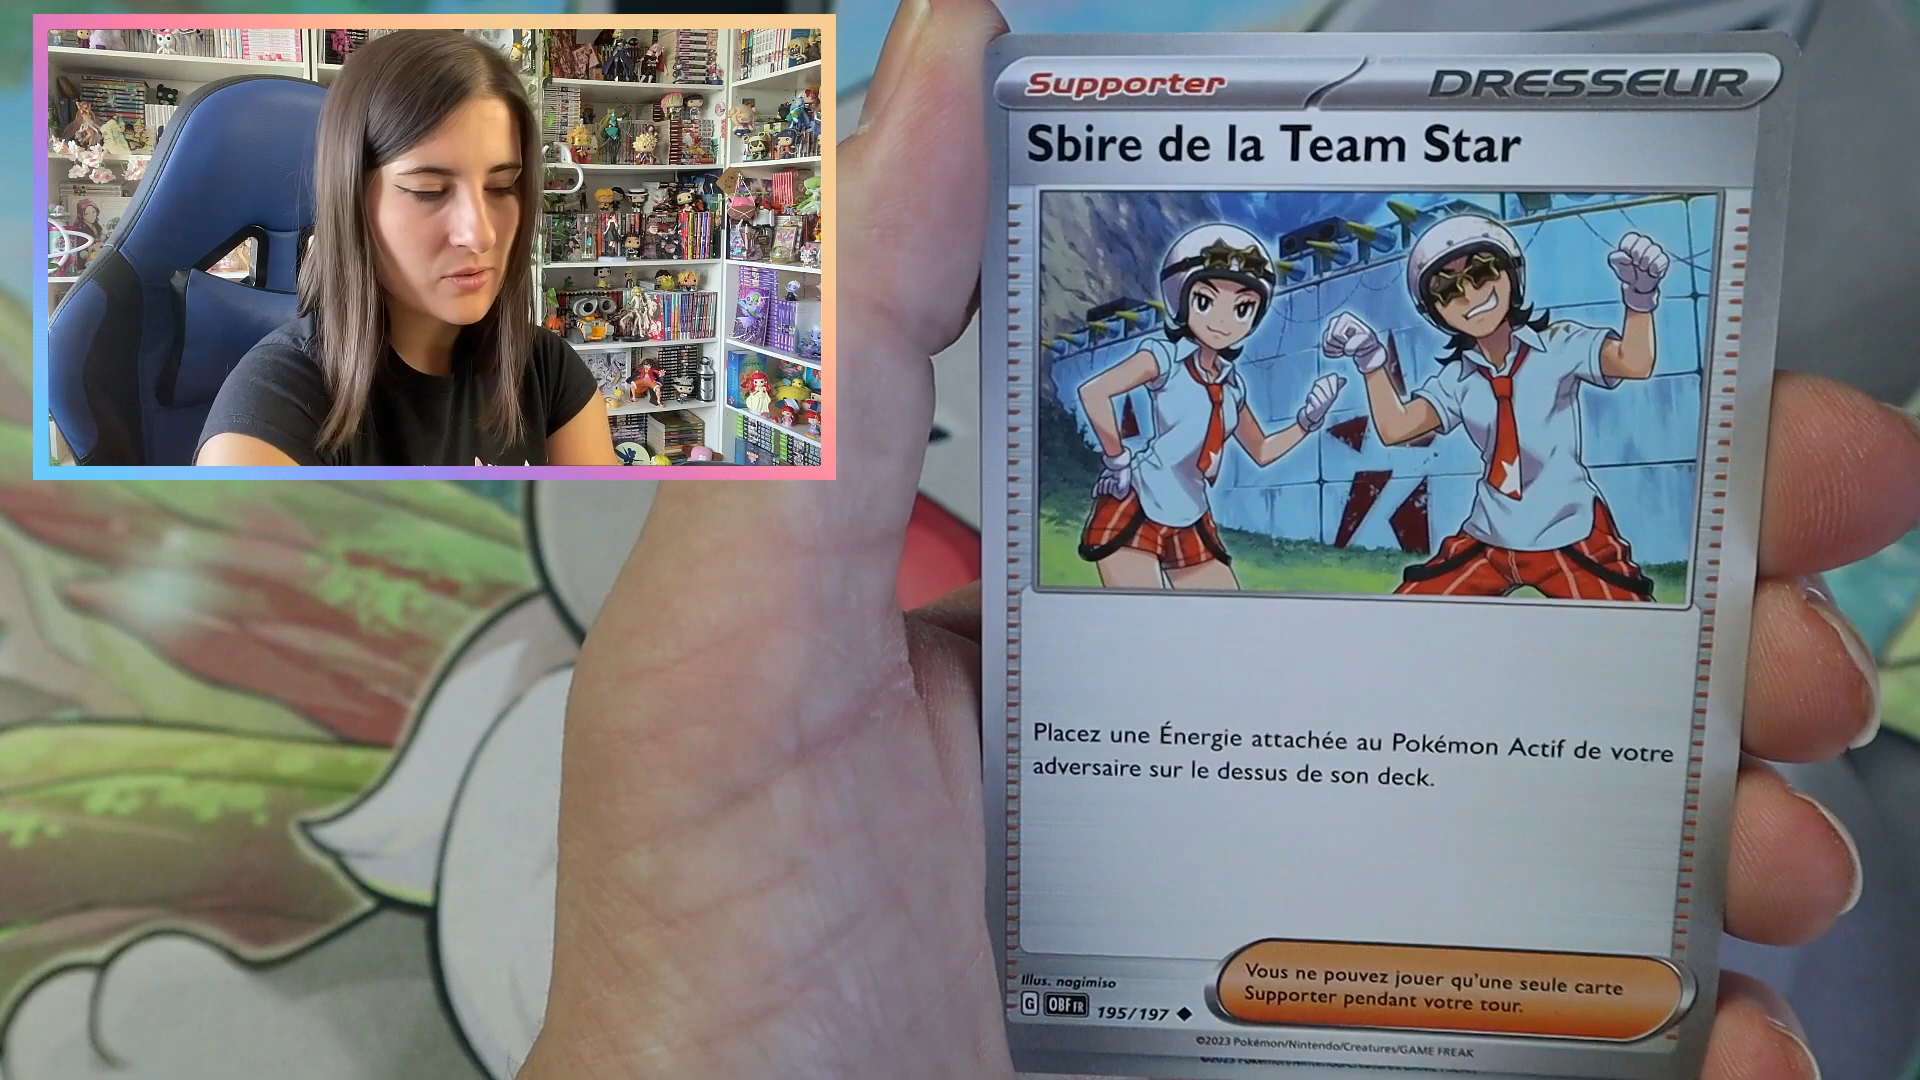 Supporter
DRESSEUR
Sbire de la Team Star
Placez une Énergie attachée au Pokémon Actif de votre
adversaire sur le dessus de son deck.
Vous ne pouvez jouer qu'une seule carte
Supporter pendant votre tour.
Illus. nagimiso
G OBF FR 195/197
©2023 Pokémon/Nintendo/Creatures/GAME FREAK